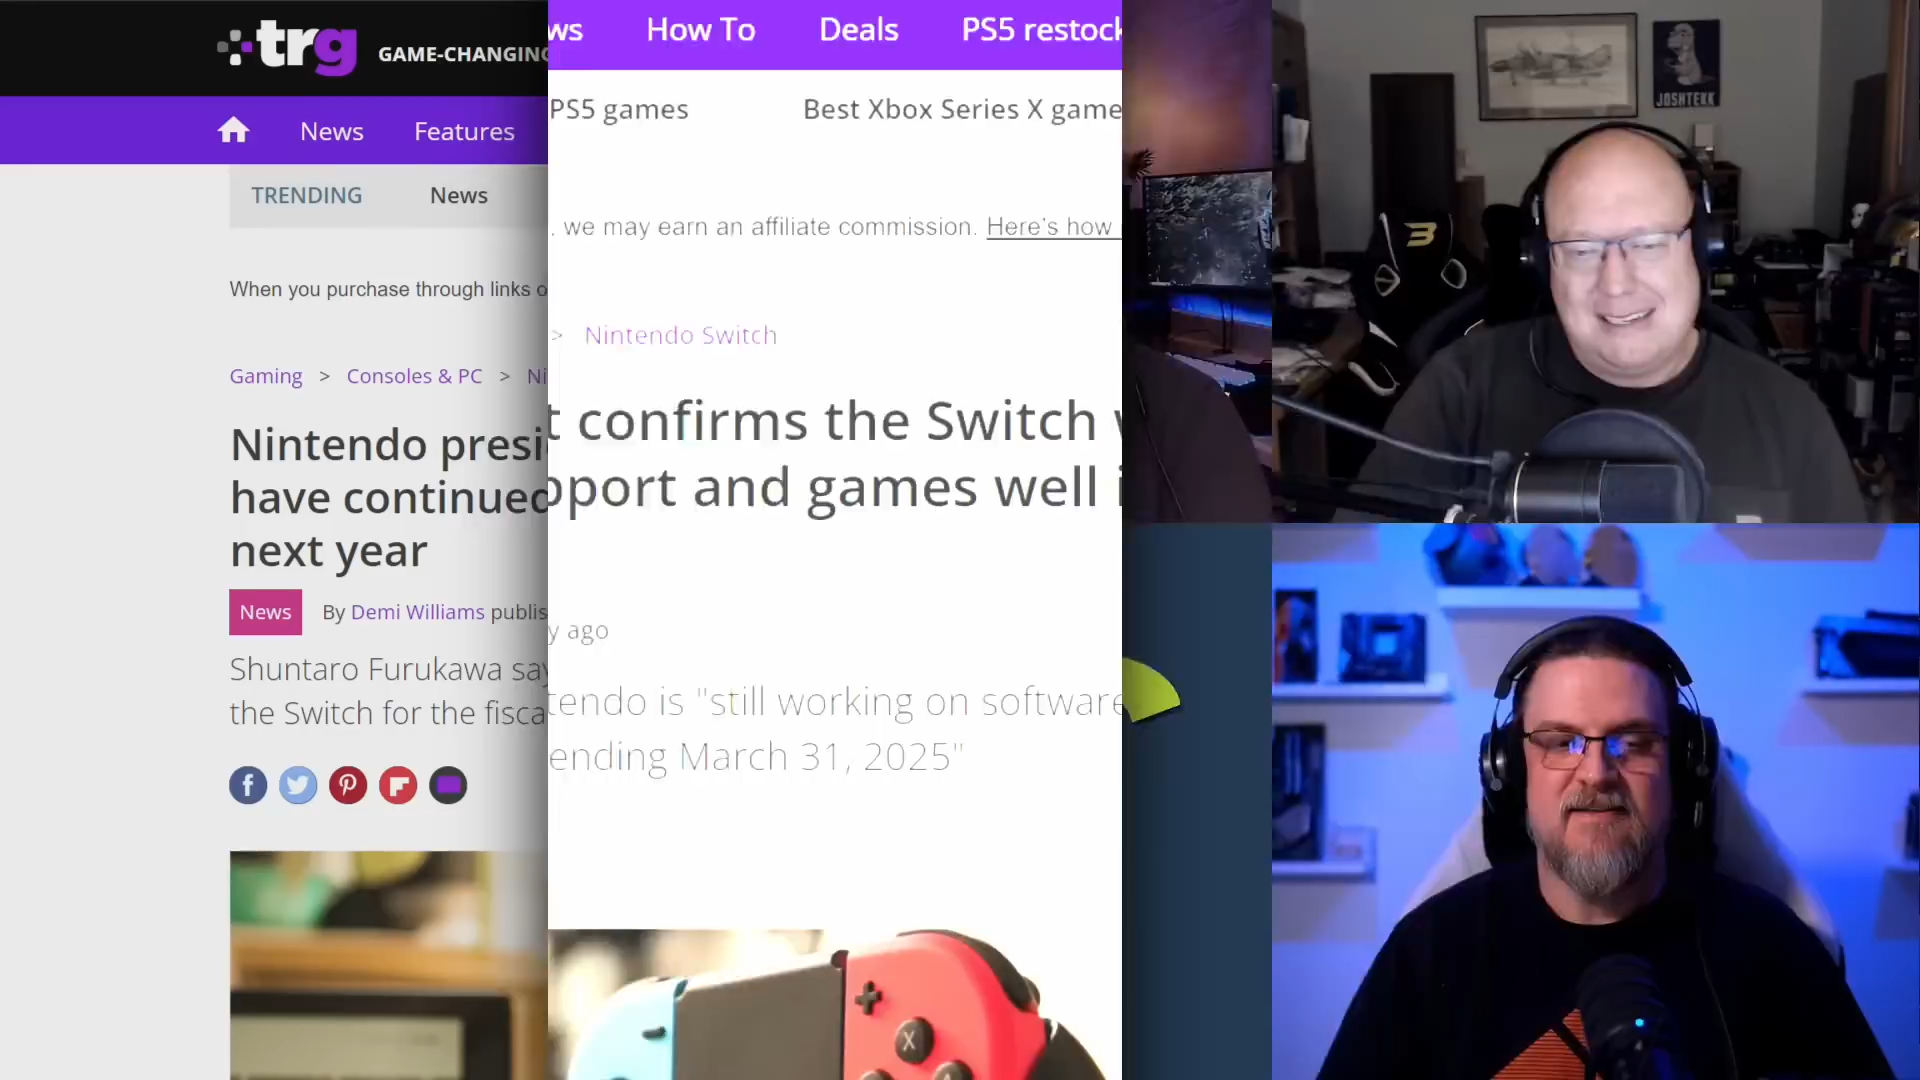 trg GAME-CHANGING
News Features
TRENDING News
When you purchase through links o
Gaming > Consoles & PC > Ni
Nintendo presi
have continued
next year
News By Demi Williams publis
Shuntaro Furukawa say
the Switch for the fisca
ws How To Deals PS5 restock
PS5 games Best Xbox Series X game
. we may earn an affiliate commission. Here's how
> Nintendo Switch
t confirms the Switch w
pport and games well i
y ago
tendo is "still working on software
ending March 31, 2025"
X
JOSHTEKK